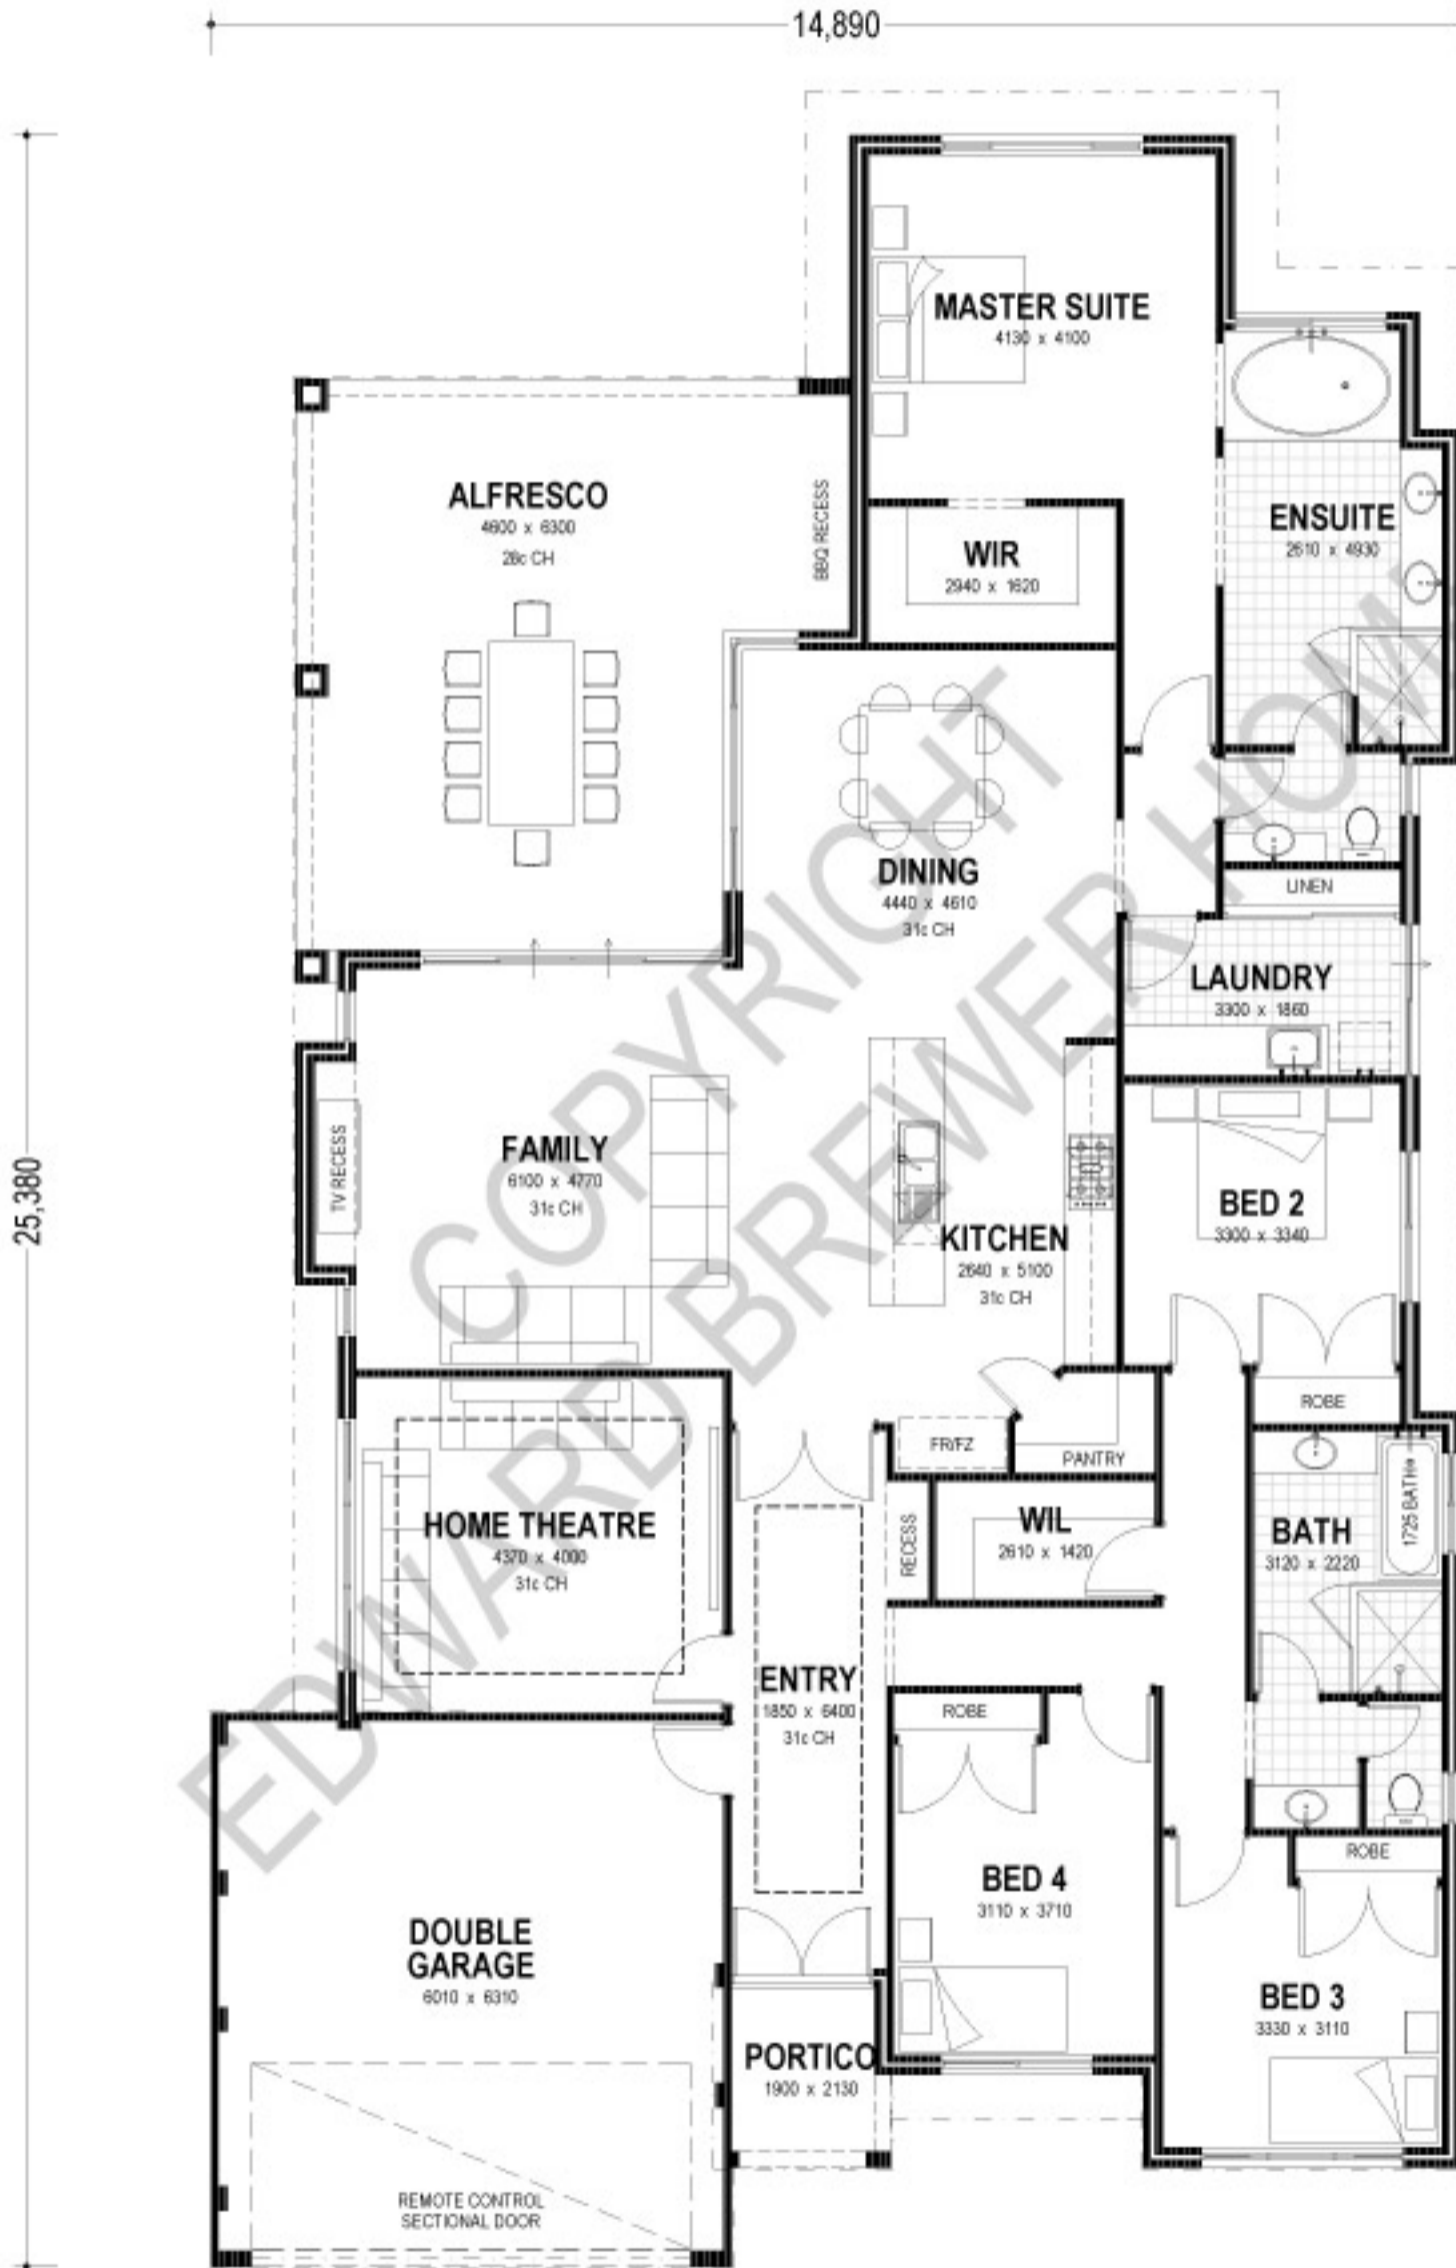 14,890
25,380
MASTER SUITE
4130 x 4100
ALFRESCO
4600 x 6300
28c CH
BBQ RECESS
WIR
2940 x 1620
ENSUITE
2610 x 4930
DINING
4440 x 4610
31c CH
LINEN
LAUNDRY
3300 x 1860
FAMILY
6100 x 4770
31c CH
TV RECESS
KITCHEN
2640 x 5100
31c CH
BED 2
3300 x 3340
ROBE
FR/FZ
PANTRY
HOME THEATRE
4370 x 4000
31c CH
RECESS
WIL
2610 x 1420
BATH
3120 x 2220
1725 BATH
ENTRY
1850 x 6400
31c CH
ROBE
BED 4
3110 x 3710
ROBE
BED 3
3330 x 3110
DOUBLE
GARAGE
6010 x 6310
PORTICO
1900 x 2130
REMOTE CONTROL
SECTIONAL DOOR
COPYRIGHT
EDWARD BREWER HOM